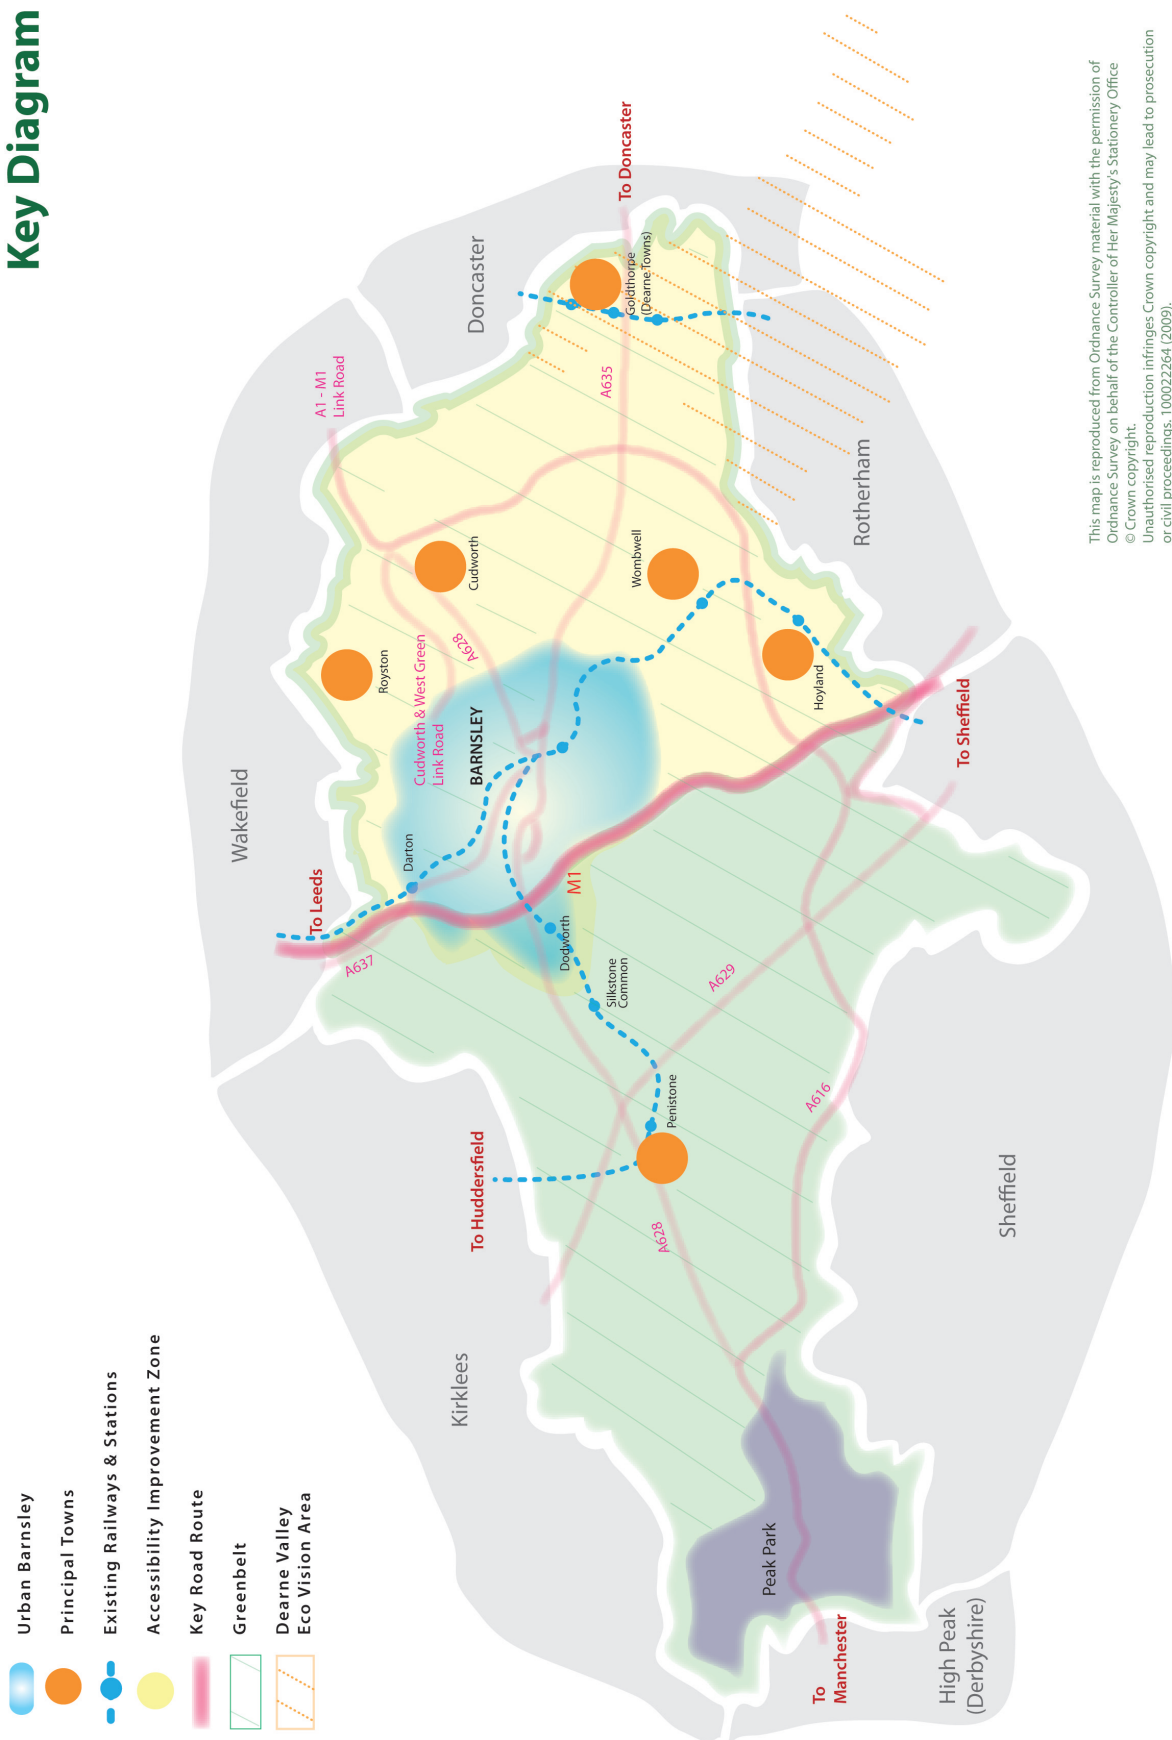 Key Diagram
Urban Barnsley
Principal Towns
Existing Railways & Stations
Accessibility Improvement Zone
Key Road Route
Greenbelt
Dearne Valley
Eco Vision Area
Wakefield
Doncaster
Kirklees
Rotherham
Sheffield
High Peak
(Derbyshire)
To Leeds
To Huddersfield
To Doncaster
To Sheffield
To
Manchester
A1 - M1
Link Road
Cudworth & West Green
Link Road
A628
A635
A637
M1
A629
A616
A628
Royston
Cudworth
Darton
BARNSLEY
Wombwell
Goldthorpe
(Dearne Towns)
Hoyland
Dodworth
Silkstone
Common
Penistone
Peak Park
This map is reproduced from Ordnance Survey material with the permission of
Ordnance Survey on behalf of the Controller of Her Majesty's Stationery Office
© Crown copyright.
Unauthorised reproduction infringes Crown copyright and may lead to prosecution
or civil proceedings. 100022264 (2009).